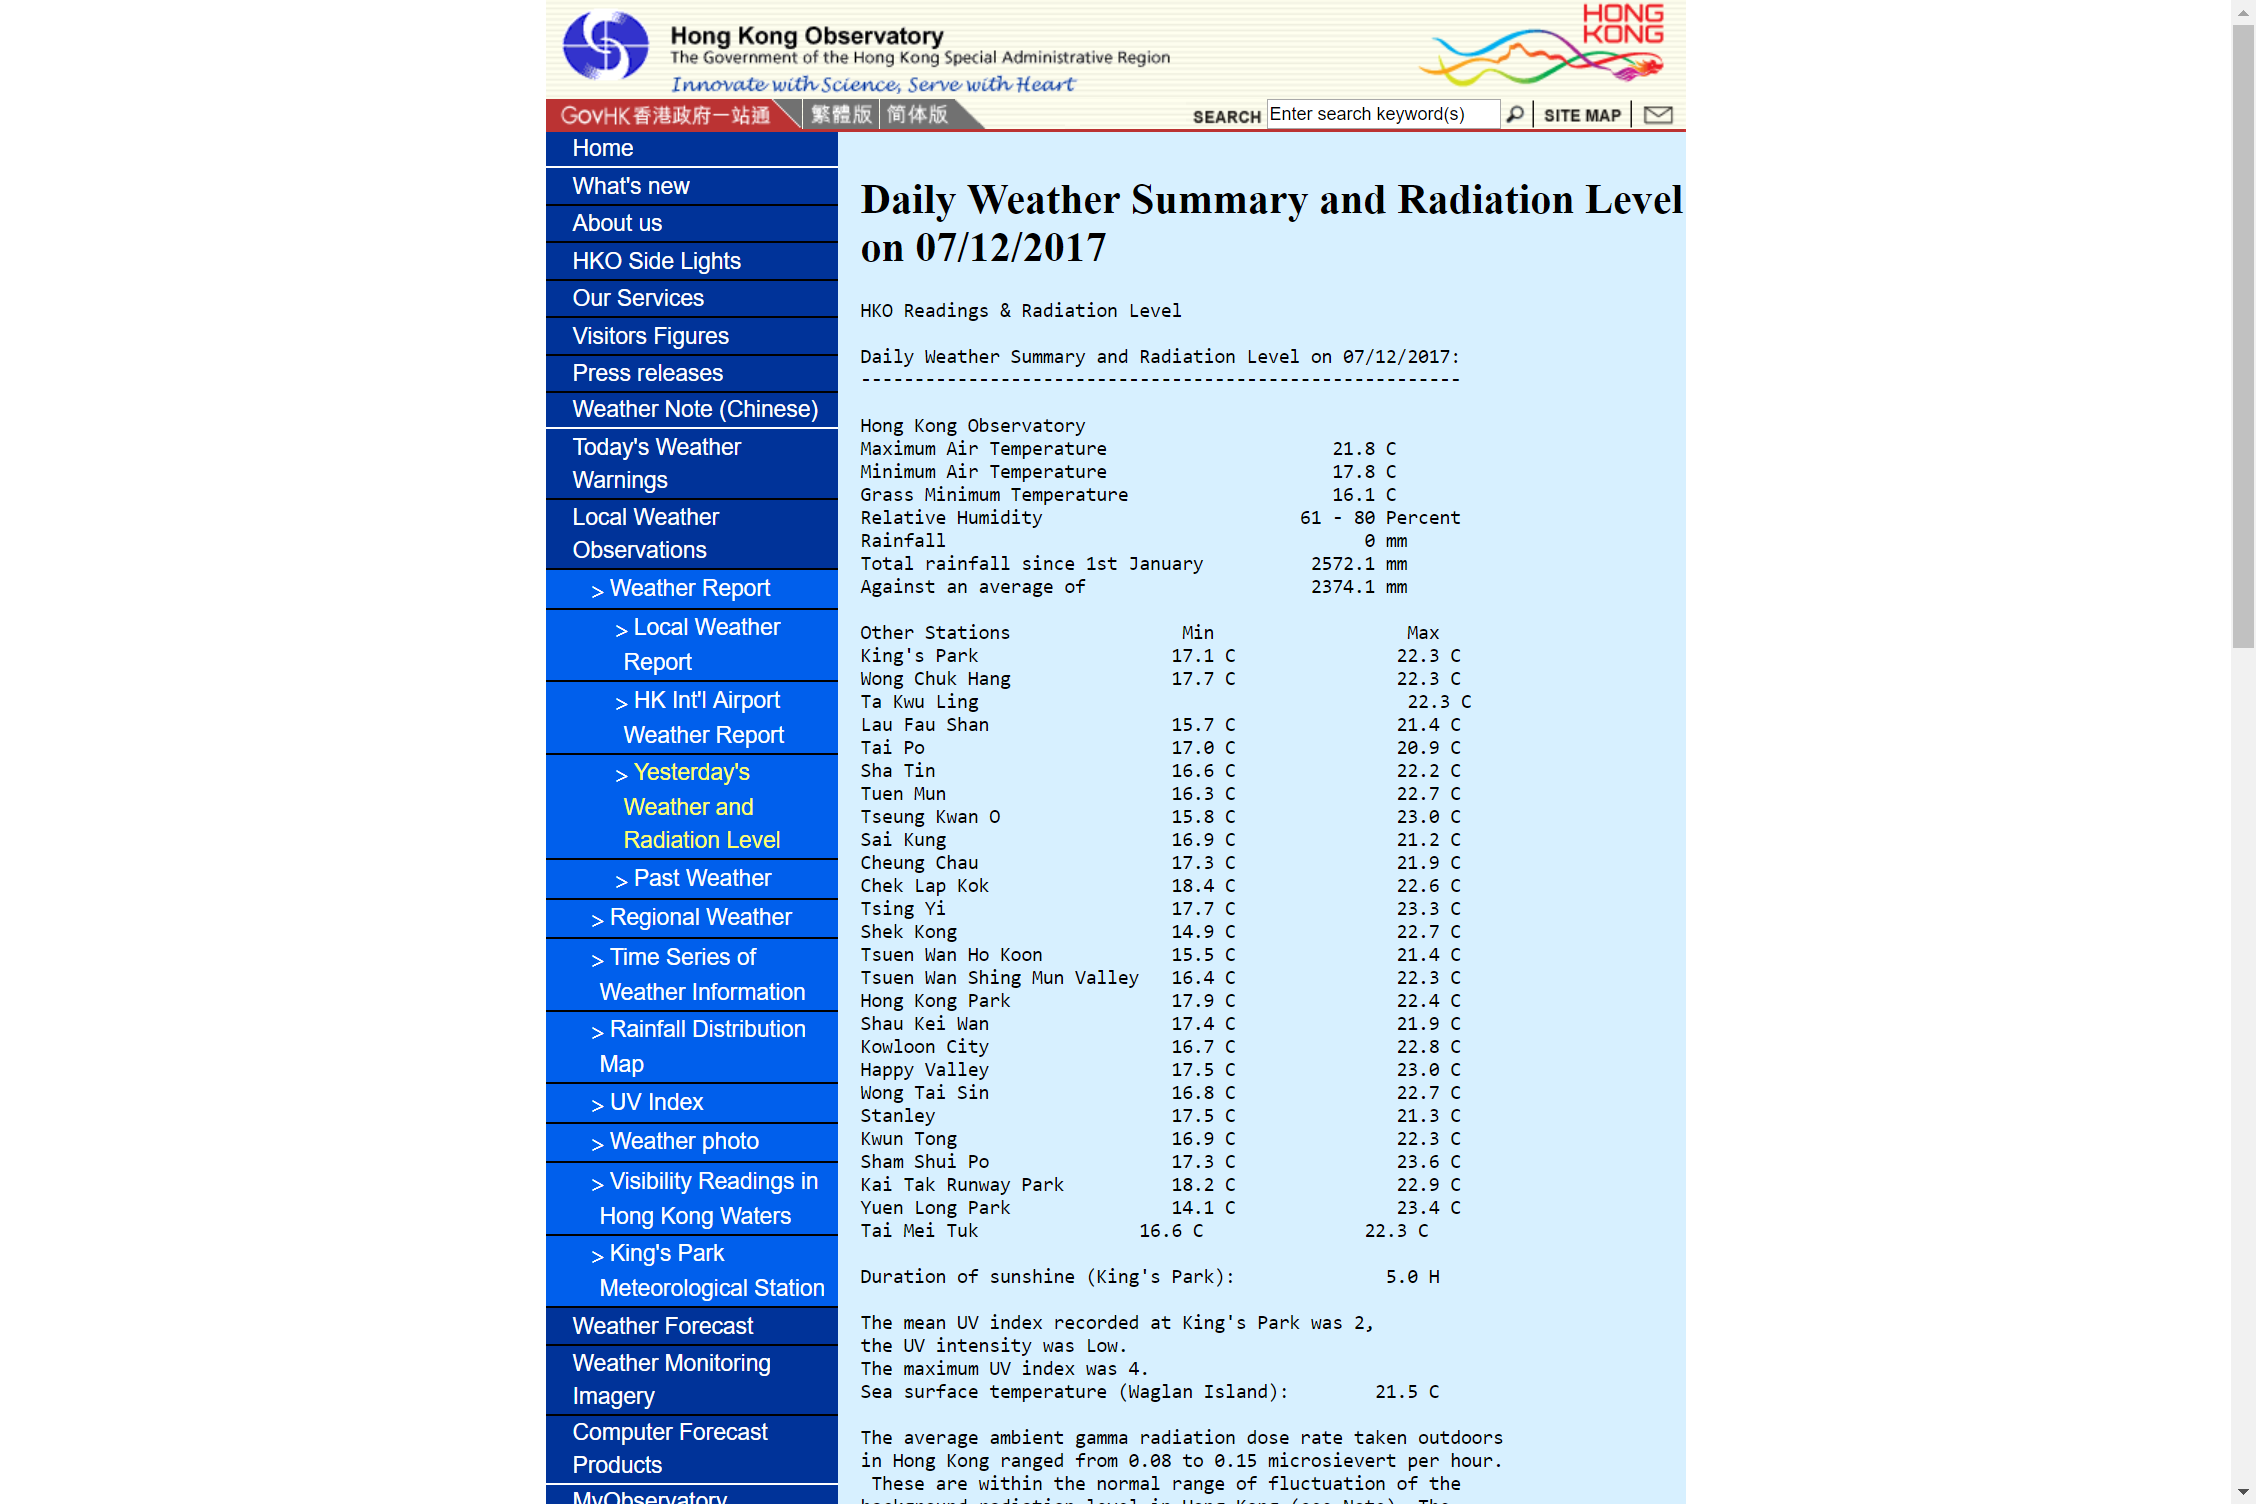 Hong Kong Observatory
The Government of the Hong Kong Special Administrative Region
Innovate with Science, Serve with Heart
HONG
KONG
GovHK香港政府一站通
繁體版
简体版
SEARCH
Enter search keyword(s)
SITE MAP
Home
What's new
About us
HKO Side Lights
Our Services
Visitors Figures
Press releases
Weather Note (Chinese)
Today's Weather
Warnings
Local Weather
Observations
> Weather Report
> Local Weather
Report
> HK Int'l Airport
Weather Report
> Yesterday's
Weather and
Radiation Level
> Past Weather
> Regional Weather
> Time Series of
Weather Information
> Rainfall Distribution
Map
> UV Index
> Weather photo
> Visibility Readings in
Hong Kong Waters
> King's Park
Meteorological Station
Weather Forecast
Weather Monitoring
Imagery
Computer Forecast
Products
MyObservatory
Daily Weather Summary and Radiation Level
on 07/12/2017
HKO Readings & Radiation Level
Daily Weather Summary and Radiation Level on 07/12/2017:
--------------------------------------------------------
Hong Kong Observatory
Maximum Air Temperature 21.8 C
Minimum Air Temperature 17.8 C
Grass Minimum Temperature 16.1 C
Relative Humidity 61 - 80 Percent
Rainfall 0 mm
Total rainfall since 1st January 2572.1 mm
Against an average of 2374.1 mm
Other Stations Min Max
King's Park 17.1 C 22.3 C
Wong Chuk Hang 17.7 C 22.3 C
Ta Kwu Ling 22.3 C
Lau Fau Shan 15.7 C 21.4 C
Tai Po 17.0 C 20.9 C
Sha Tin 16.6 C 22.2 C
Tuen Mun 16.3 C 22.7 C
Tseung Kwan O 15.8 C 23.0 C
Sai Kung 16.9 C 21.2 C
Cheung Chau 17.3 C 21.9 C
Chek Lap Kok 18.4 C 22.6 C
Tsing Yi 17.7 C 23.3 C
Shek Kong 14.9 C 22.7 C
Tsuen Wan Ho Koon 15.5 C 21.4 C
Tsuen Wan Shing Mun Valley 16.4 C 22.3 C
Hong Kong Park 17.9 C 22.4 C
Shau Kei Wan 17.4 C 21.9 C
Kowloon City 16.7 C 22.8 C
Happy Valley 17.5 C 23.0 C
Wong Tai Sin 16.8 C 22.7 C
Stanley 17.5 C 21.3 C
Kwun Tong 16.9 C 22.3 C
Sham Shui Po 17.3 C 23.6 C
Kai Tak Runway Park 18.2 C 22.9 C
Yuen Long Park 14.1 C 23.4 C
Tai Mei Tuk 16.6 C 22.3 C
Duration of sunshine (King's Park): 5.0 H
The mean UV index recorded at King's Park was 2,
the UV intensity was Low.
The maximum UV index was 4.
Sea surface temperature (Waglan Island): 21.5 C
The average ambient gamma radiation dose rate taken outdoors
in Hong Kong ranged from 0.08 to 0.15 microsievert per hour.
These are within the normal range of fluctuation of the
background radiation level in Hong Kong (see Note). The